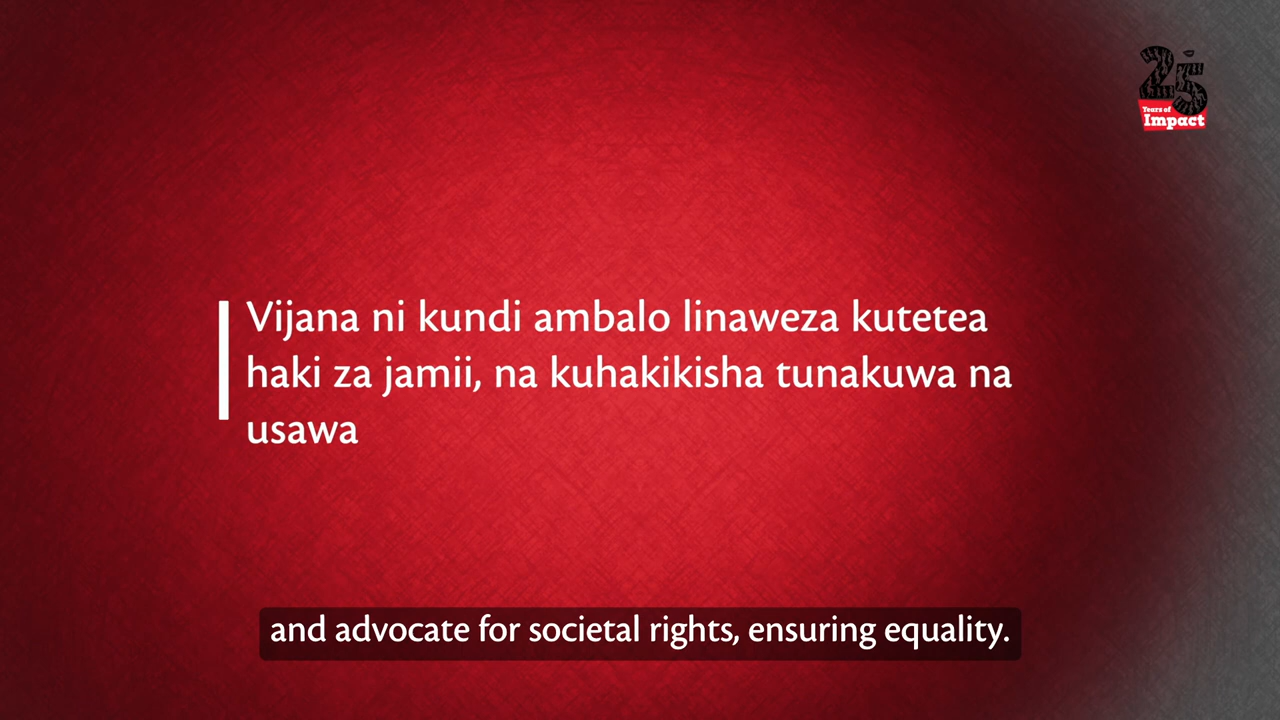 25
Years of
Impact
Vijana ni kundi ambalo linaweza kutetea
haki za jamii, na kuhakikisha tunakuwa na
usawa
and advocate for societal rights, ensuring equality.